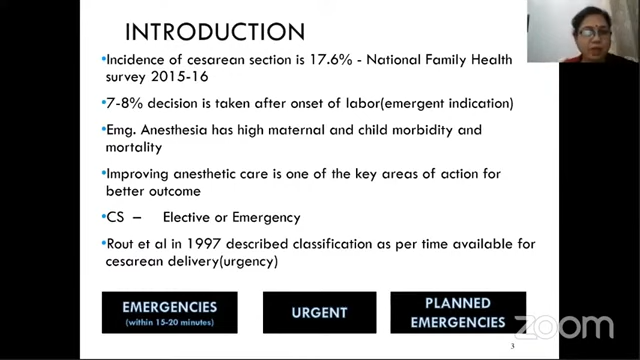 INTRODUCTION
•Incidence of cesarean section is 17.6% - National Family Health
survey 2015-16
•7-8% decision is taken after onset of labor(emergent indication)
•Emg. Anesthesia has high maternal and child morbidity and
mortality
•Improving anesthetic care is one of the key areas of action for
better outcome
•CS – Elective or Emergency
•Rout et al in 1997 described classification as per time available for
cesarean delivery(urgency)
EMERGENCIES
(within 15-20 minutes)
URGENT
PLANNED
EMERGENCIES
zoom
3